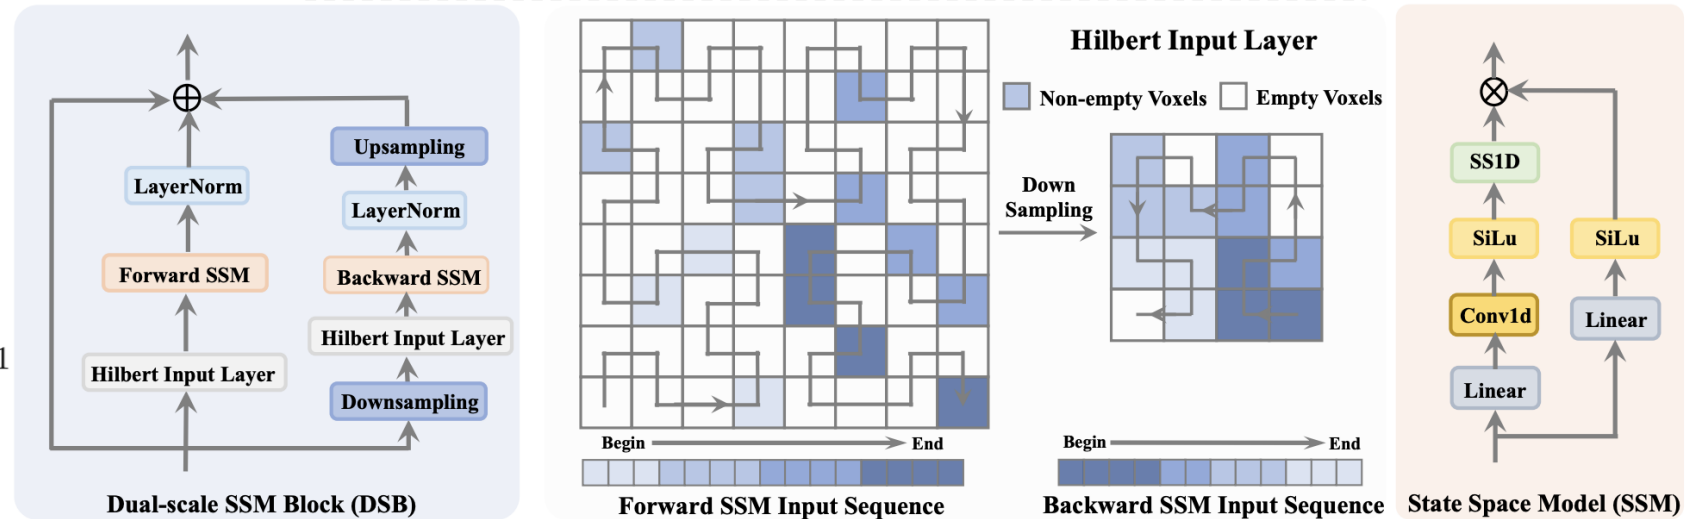 Upsampling
LayerNorm
LayerNorm
Forward SSM
Backward SSM
Hilbert Input Layer
Hilbert Input Layer
Downsampling
Dual-scale SSM Block (DSB)
1
Hilbert Input Layer
Non-empty Voxels
Empty Voxels
Down
Sampling
Begin
End
Forward SSM Input Sequence
Begin
End
Backward SSM Input Sequence
SS1D
SiLu
SiLu
Conv1d
Linear
Linear
State Space Model (SSM)